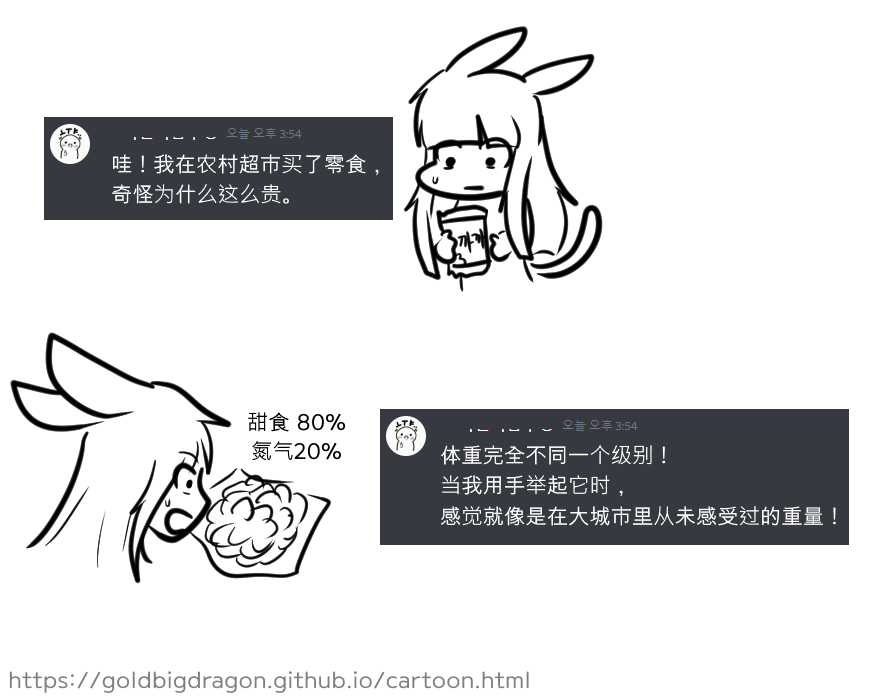 오늘 오후 3:54
哇！我在农村超市买了零食，
奇怪为什么这么贵。
까까
甜食 80%
氮气20%
오늘 오후 3:54
体重完全不同一个级别！
当我用手举起它时，
感觉就像是在大城市里从未感受过的重量！
https://goldbigdragon.github.io/cartoon.html